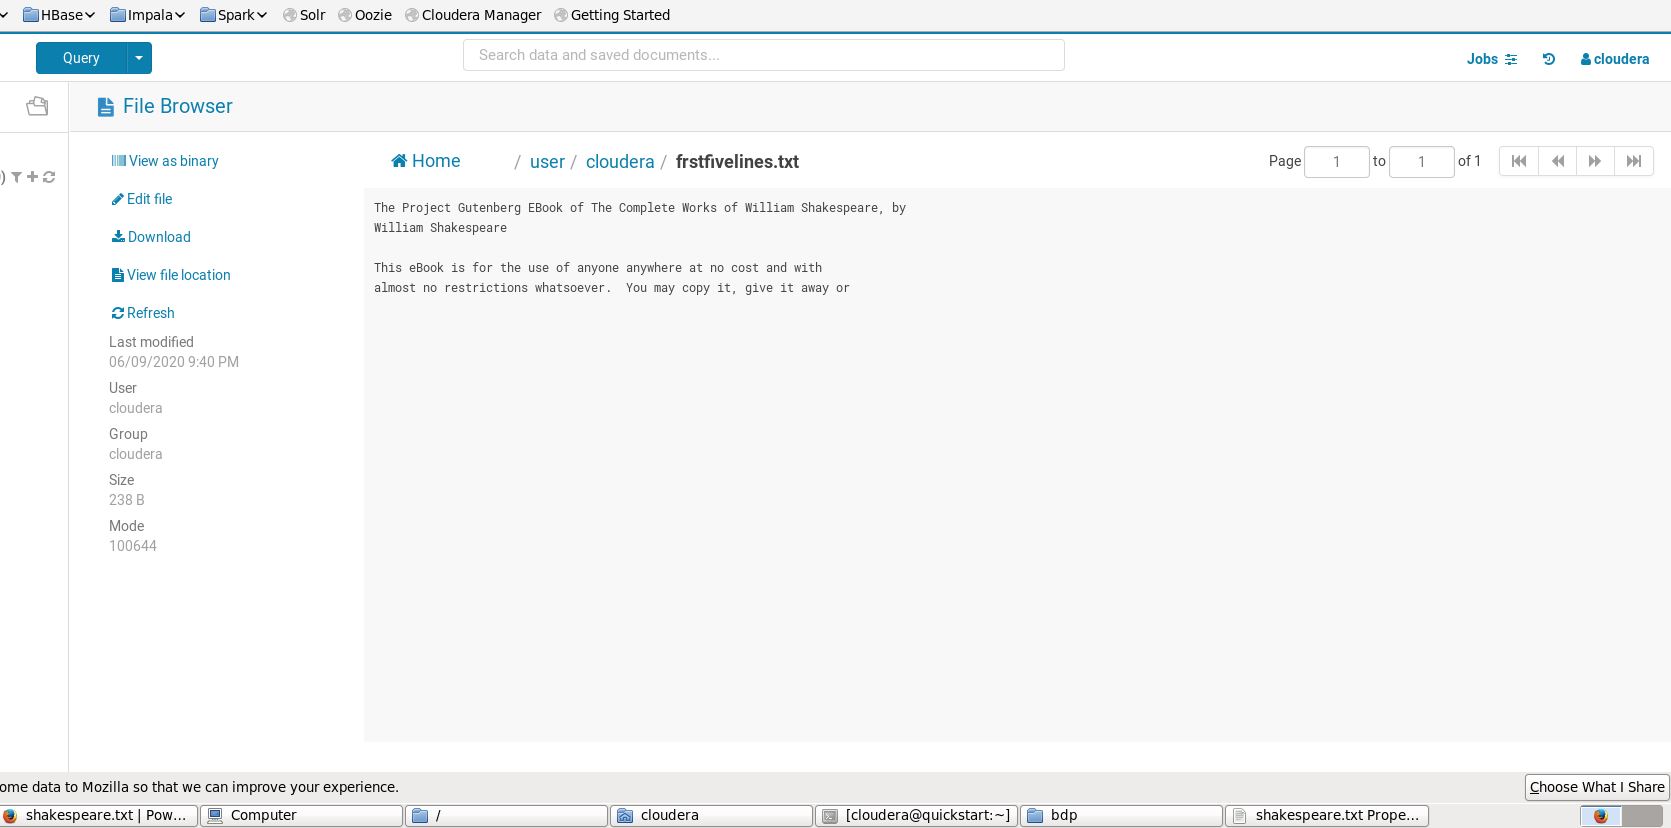 HBase Impala Spark Solr Oozie Cloudera Manager Getting Started
Query Search data and saved documents... Jobs cloudera
File Browser
View as binary
Edit file
Download
View file location
Refresh
Last modified
06/09/2020 9:40 PM
User
cloudera
Group
cloudera
Size
238 B
Mode
100644
Home / user / cloudera / frstfivelines.txt
Page 1 to 1 of 1
The Project Gutenberg EBook of The Complete Works of William Shakespeare, by
William Shakespeare
This eBook is for the use of anyone anywhere at no cost and with
almost no restrictions whatsoever.  You may copy it, give it away or
ome data to Mozilla so that we can improve your experience. Choose What I Share
shakespeare.txt | Pow... Computer / cloudera [cloudera@quickstart:~] bdp shakespeare.txt Prope...